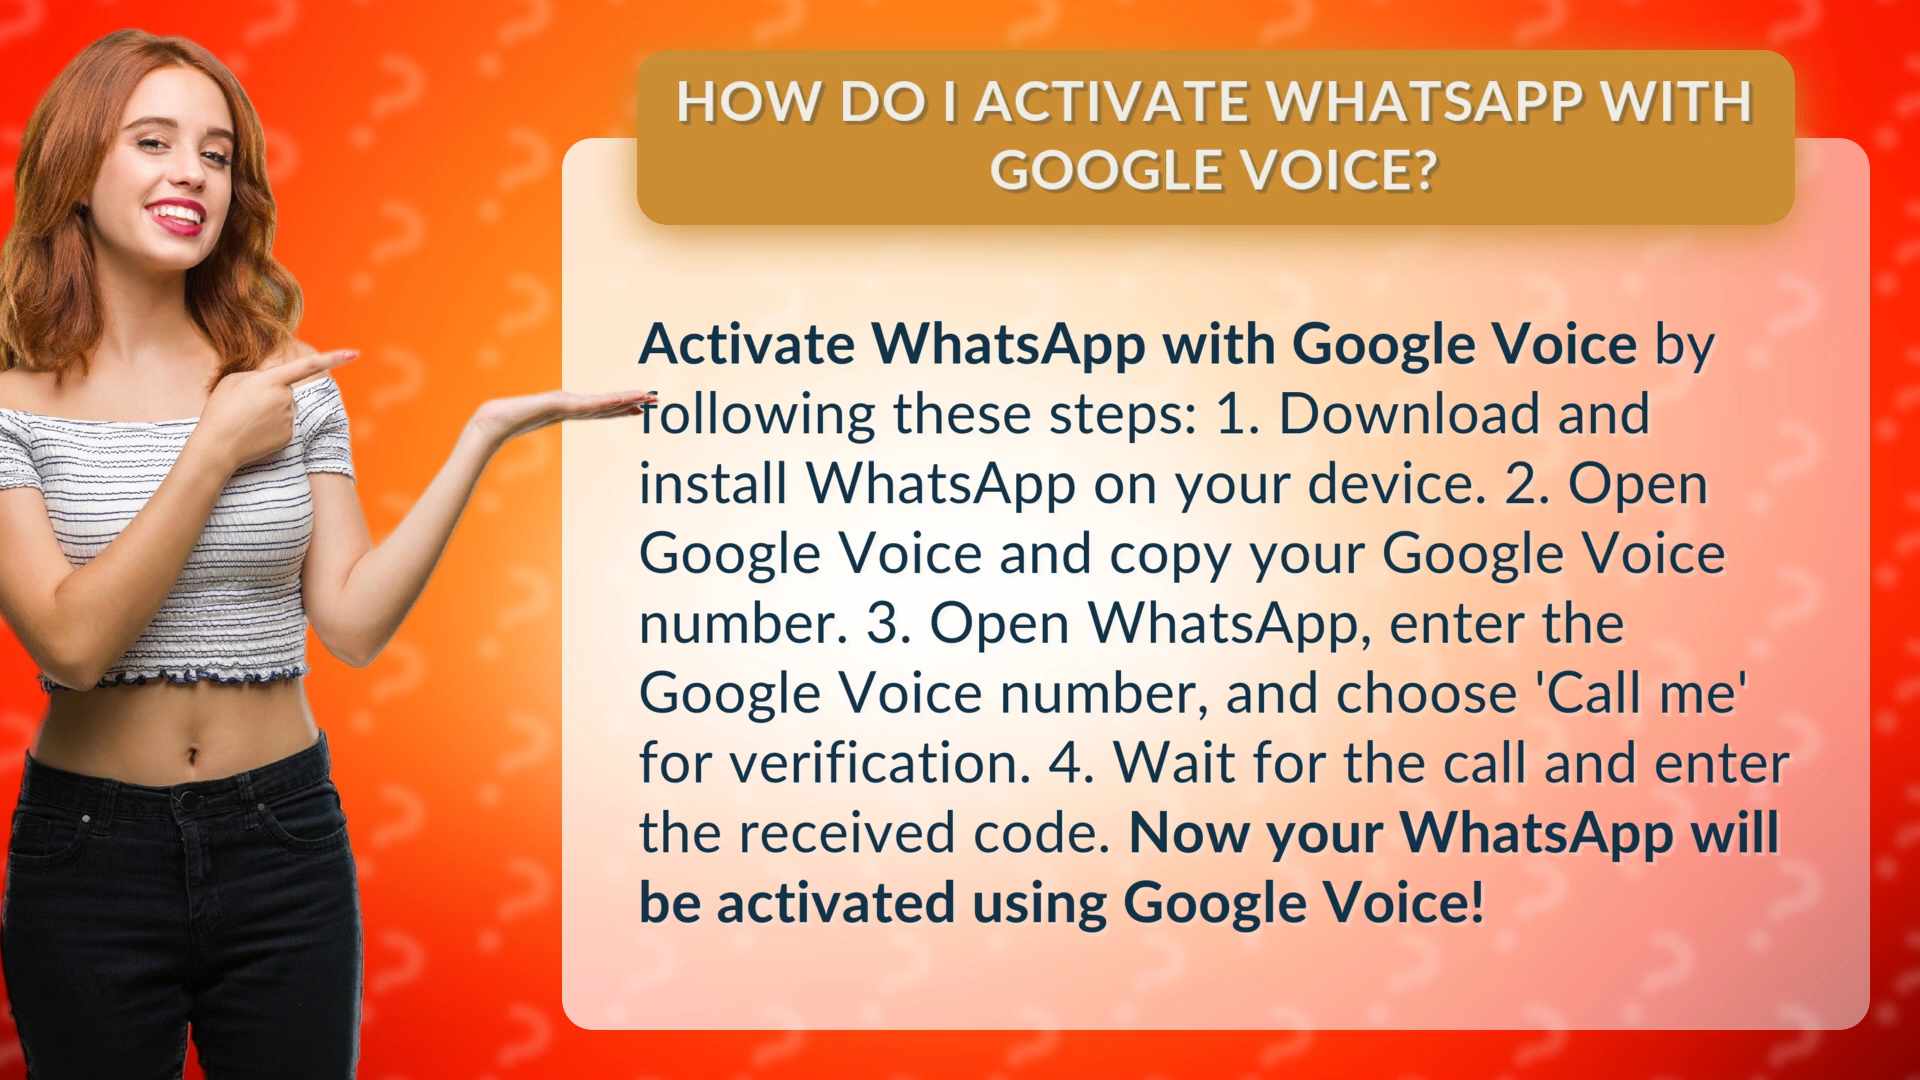 HOW DO I ACTIVATE WHATSAPP WITH
GOOGLE VOICE?
Activate WhatsApp with Google Voice by
following these steps: 1. Download and
install WhatsApp on your device. 2. Open
Google Voice and copy your Google Voice
number. 3. Open WhatsApp, enter the
Google Voice number, and choose 'Call me'
for verification. 4. Wait for the call and enter
the received code. Now your WhatsApp will
be activated using Google Voice!